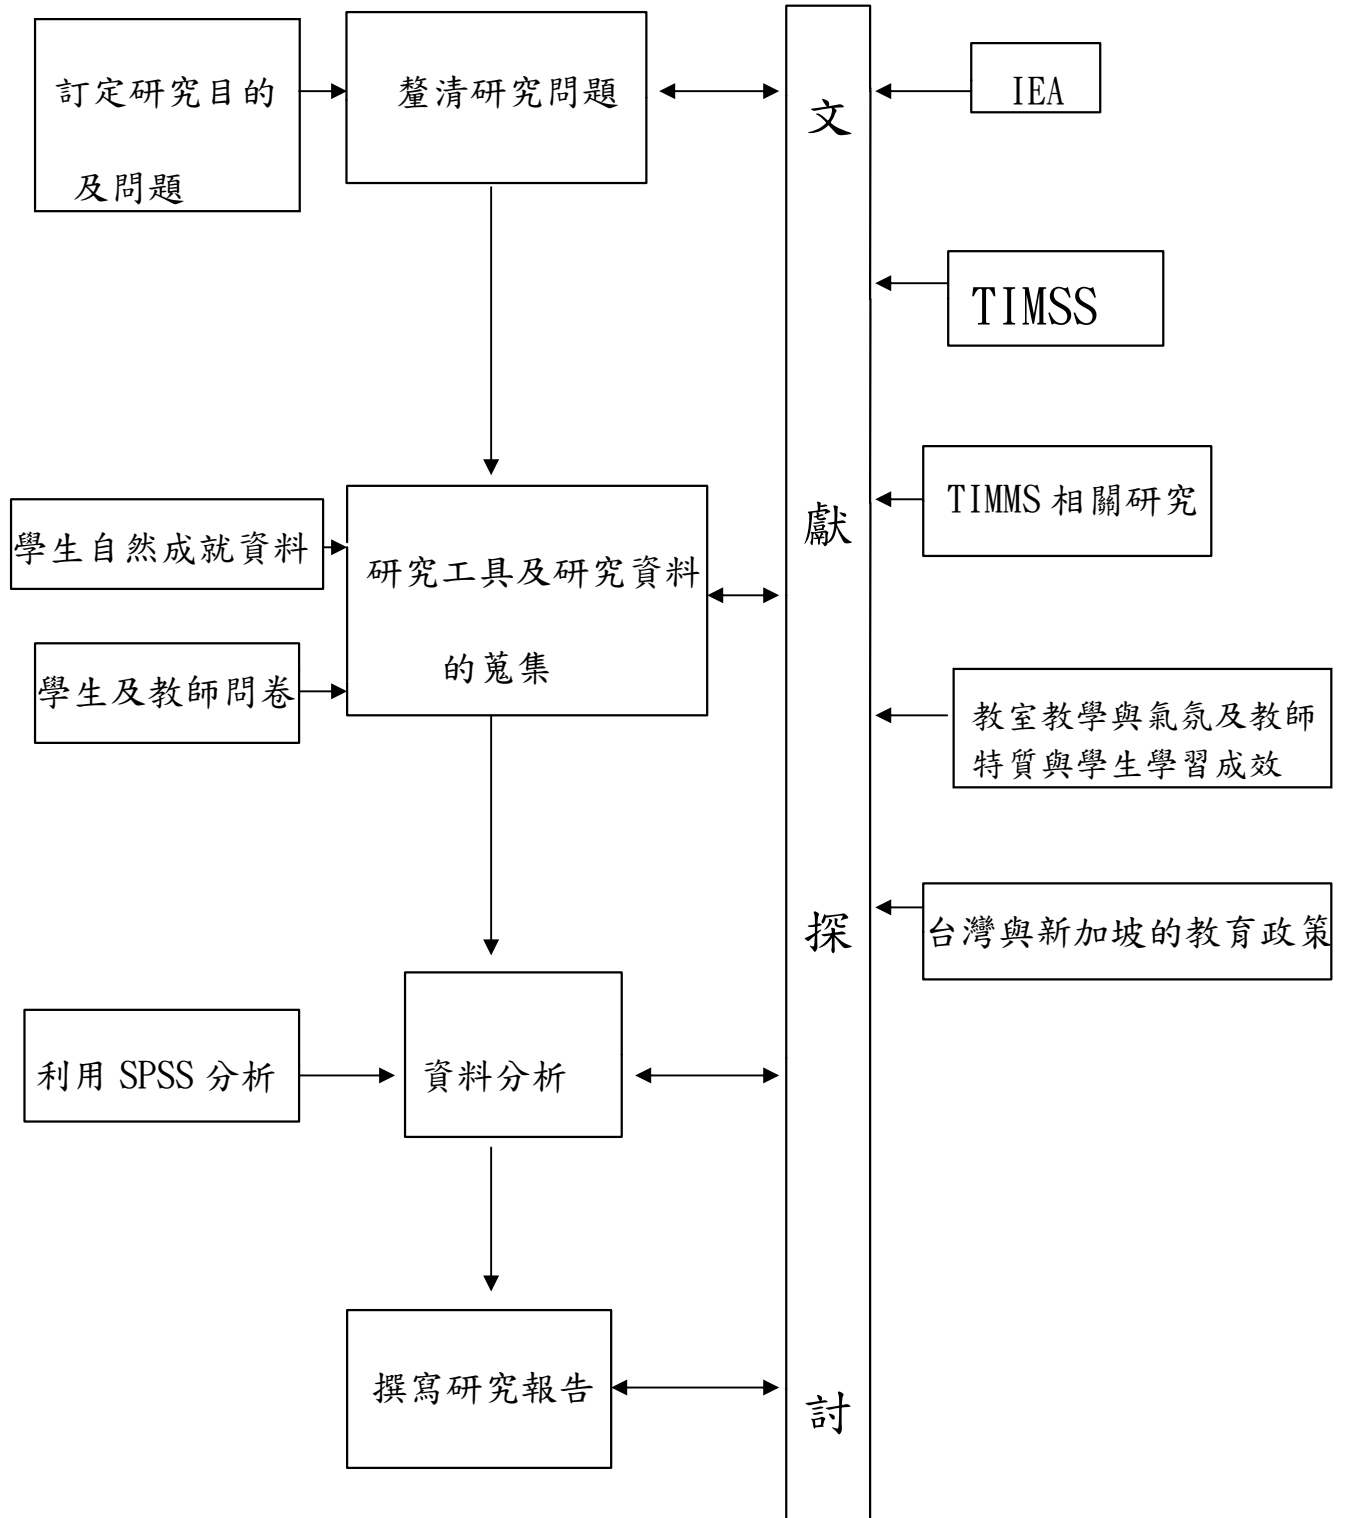 訂定研究目的
及問題
釐清研究問題
文
獻
探
討
IEA
TIMSS
TIMMS 相關研究
學生自然成就資料
研究工具及研究資料
的蒐集
學生及教師問卷
教室教學與氣氛及教師
特質與學生學習成效
台灣與新加坡的教育政策
利用 SPSS 分析
資料分析
撰寫研究報告